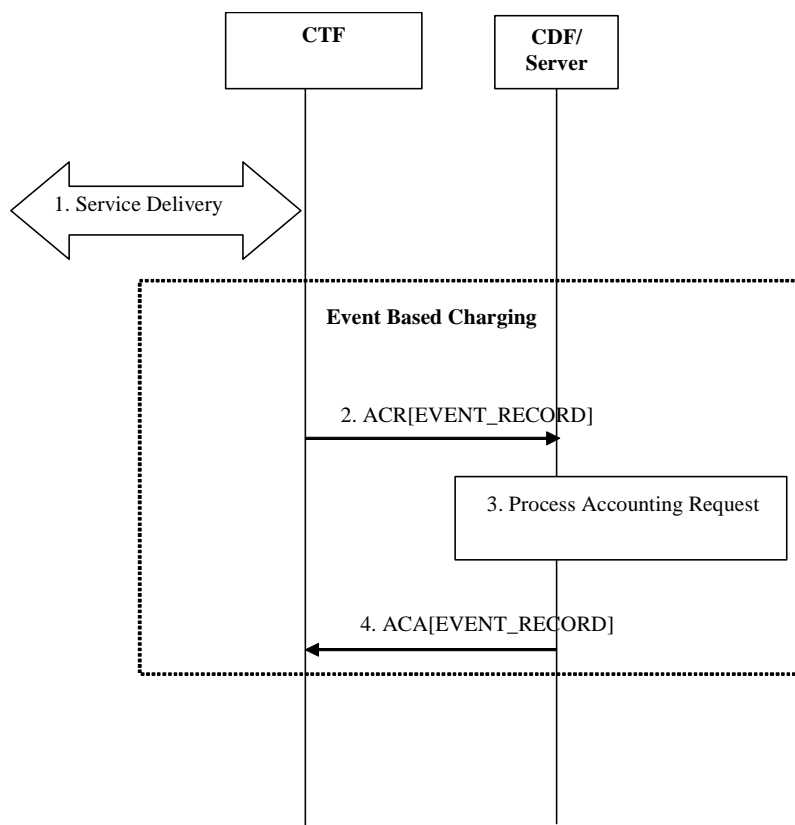 CTF
CDF/
Server
1. Service Delivery
Event Based Charging
2. ACR[EVENT_RECORD]
3. Process Accounting Request
4. ACA[EVENT_RECORD]